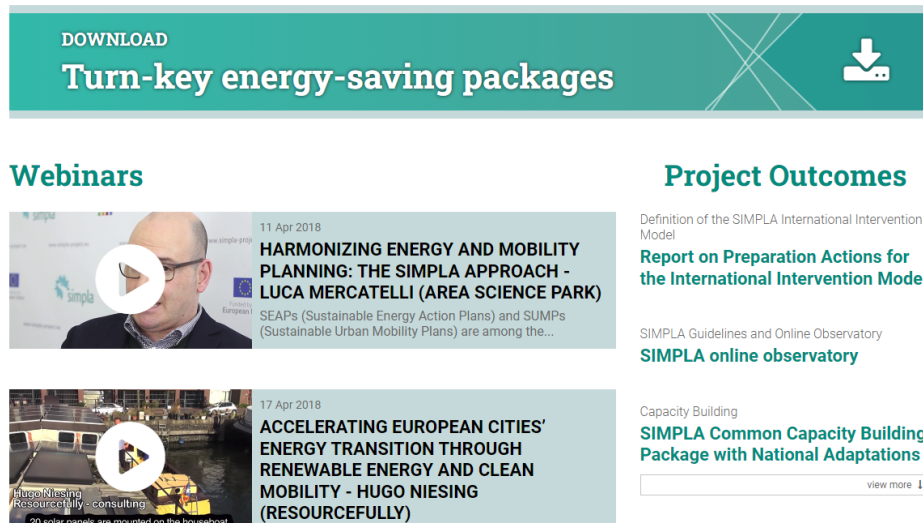 DOWNLOAD
Turn-key energy-saving packages
Webinars
simpla
simpla
Funded by
European
11 Apr 2018
HARMONIZING ENERGY AND MOBILITY
PLANNING: THE SIMPLA APPROACH -
LUCA MERCATELLI (AREA SCIENCE PARK)
SEAPs (Sustainable Energy Action Plans) and SUMPs
(Sustainable Urban Mobility Plans) are among the...
Hugo Niesing
Resourcefully - consulting
20 solar panels are mounted on the houseboat
17 Apr 2018
ACCELERATING EUROPEAN CITIES’
ENERGY TRANSITION THROUGH
RENEWABLE ENERGY AND CLEAN
MOBILITY - HUGO NIESING
(RESOURCEFULLY)
Project Outcomes
Definition of the SIMPLA International Intervention
Model
Report on Preparation Actions for
the International Intervention Mode
SIMPLA Guidelines and Online Observatory
SIMPLA online observatory
Capacity Building
SIMPLA Common Capacity Building
Package with National Adaptations
view more